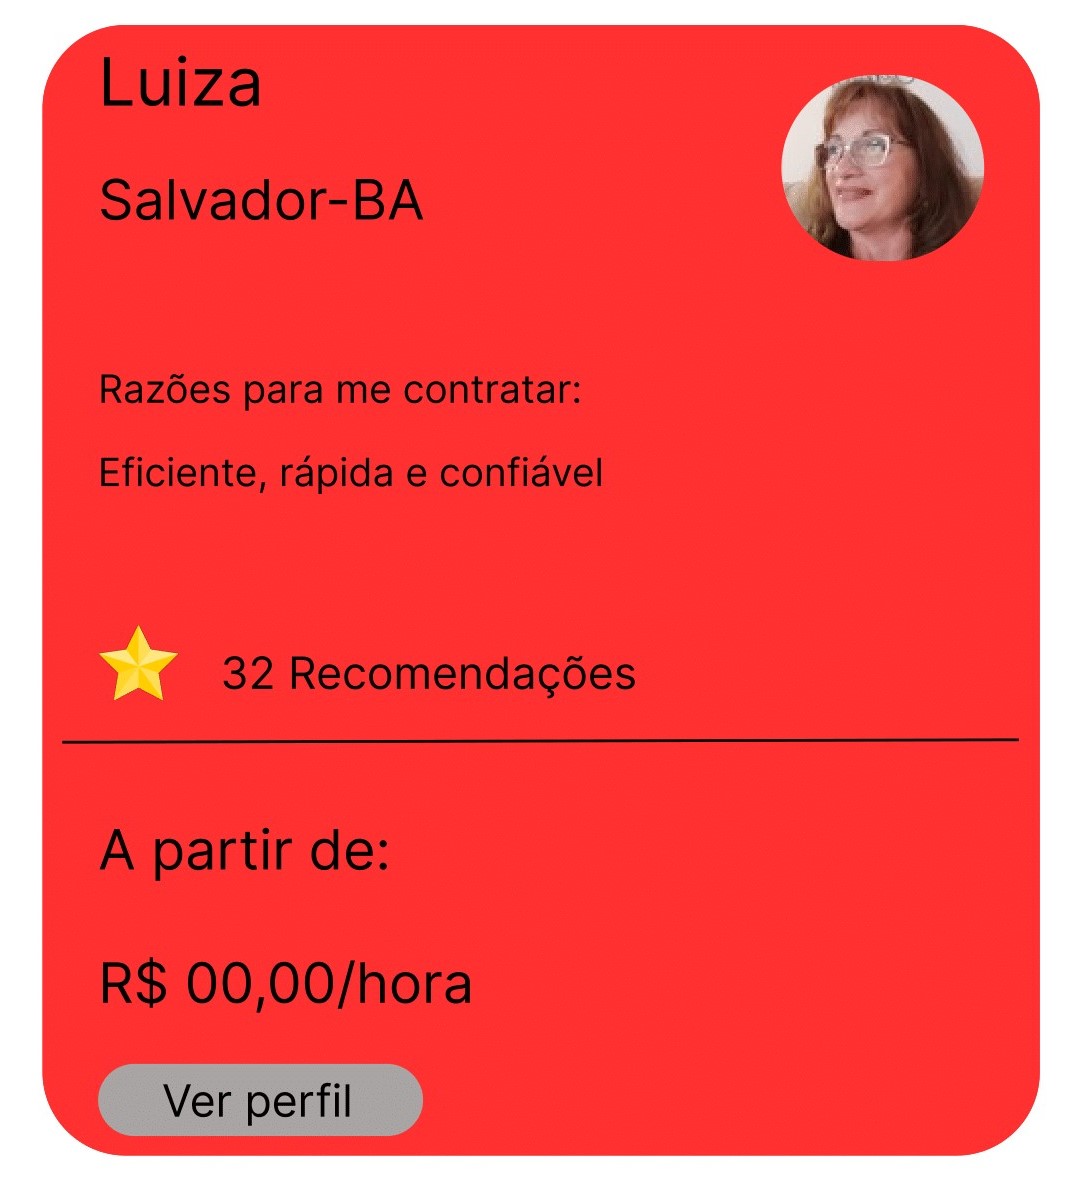 Luiza
Salvador-BA
Razões para me contratar:
Eficiente, rápida e confiável
32 Recomendações
A partir de:
R$ 00,00/hora
Ver perfil